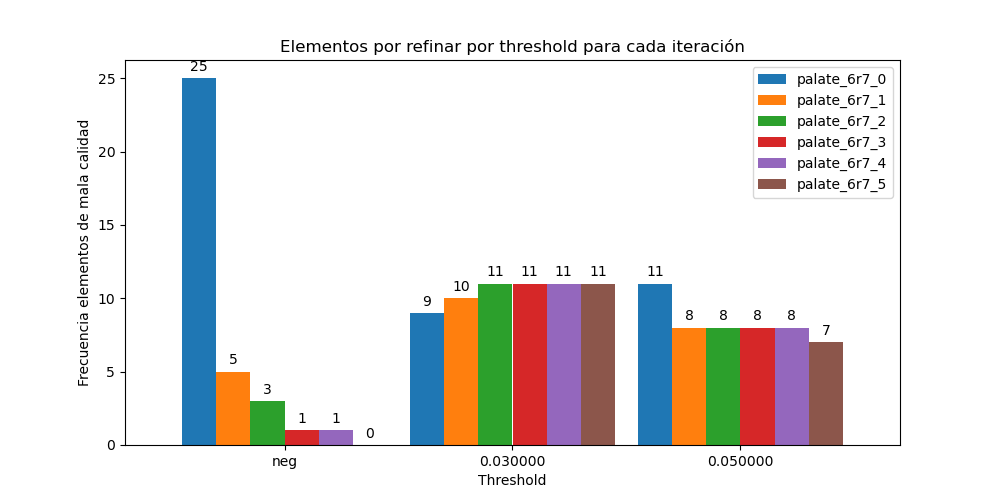 Elementos por refinar por threshold para cada iteración
Frecuencia elementos de mala calidad
25
20
15
10
5
0
25
5
3
1
1
0
9
10
11
11
11
11
11
8
8
8
8
7
palate_6r7_0
palate_6r7_1
palate_6r7_2
palate_6r7_3
palate_6r7_4
palate_6r7_5
neg
0.030000
0.050000
Threshold